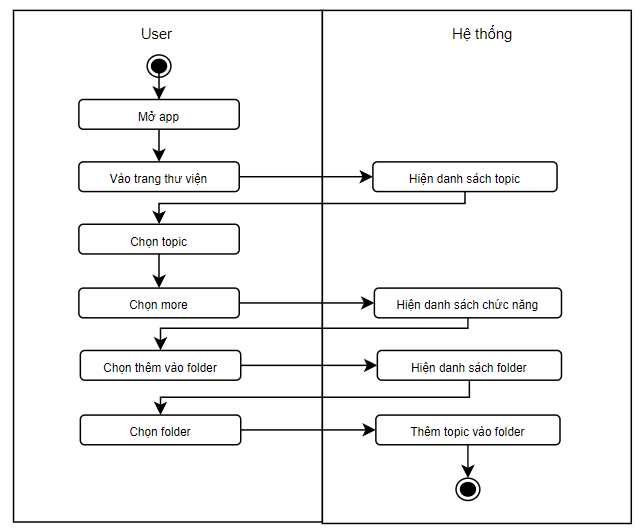 User
Hệ thống
Mở app
Vào trang thư viện
Hiện danh sách topic
Chọn topic
Chọn more
Hiện danh sách chức năng
Chọn thêm vào folder
Hiện danh sách folder
Chọn folder
Thêm topic vào folder